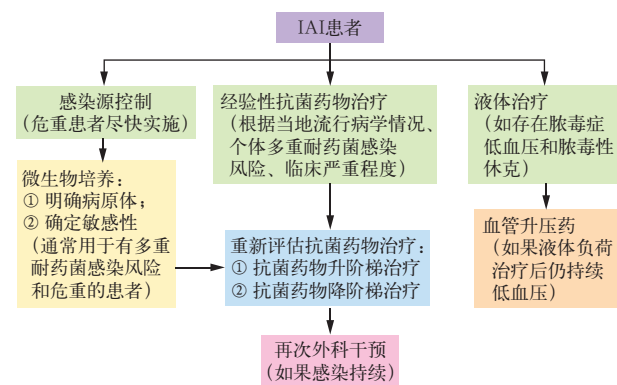 IAI患者
感染源控制
（危重患者尽快实施）
微生物培养：
① 明确病原体；
② 确定敏感性
（通常用于有多重
耐药菌感染风险
和危重的患者）
经验性抗菌药物治疗
（根据当地流行病学情况、
个体多重耐药菌感染
风险、临床严重程度）
重新评估抗菌药物治疗：
① 抗菌药物升阶梯治疗
② 抗菌药物降阶梯治疗
再次外科干预
（如果感染持续）
液体治疗
（如存在脓毒症
低血压和脓毒性
休克）
血管升压药
（如果液体负荷
治疗后仍持续
低血压）